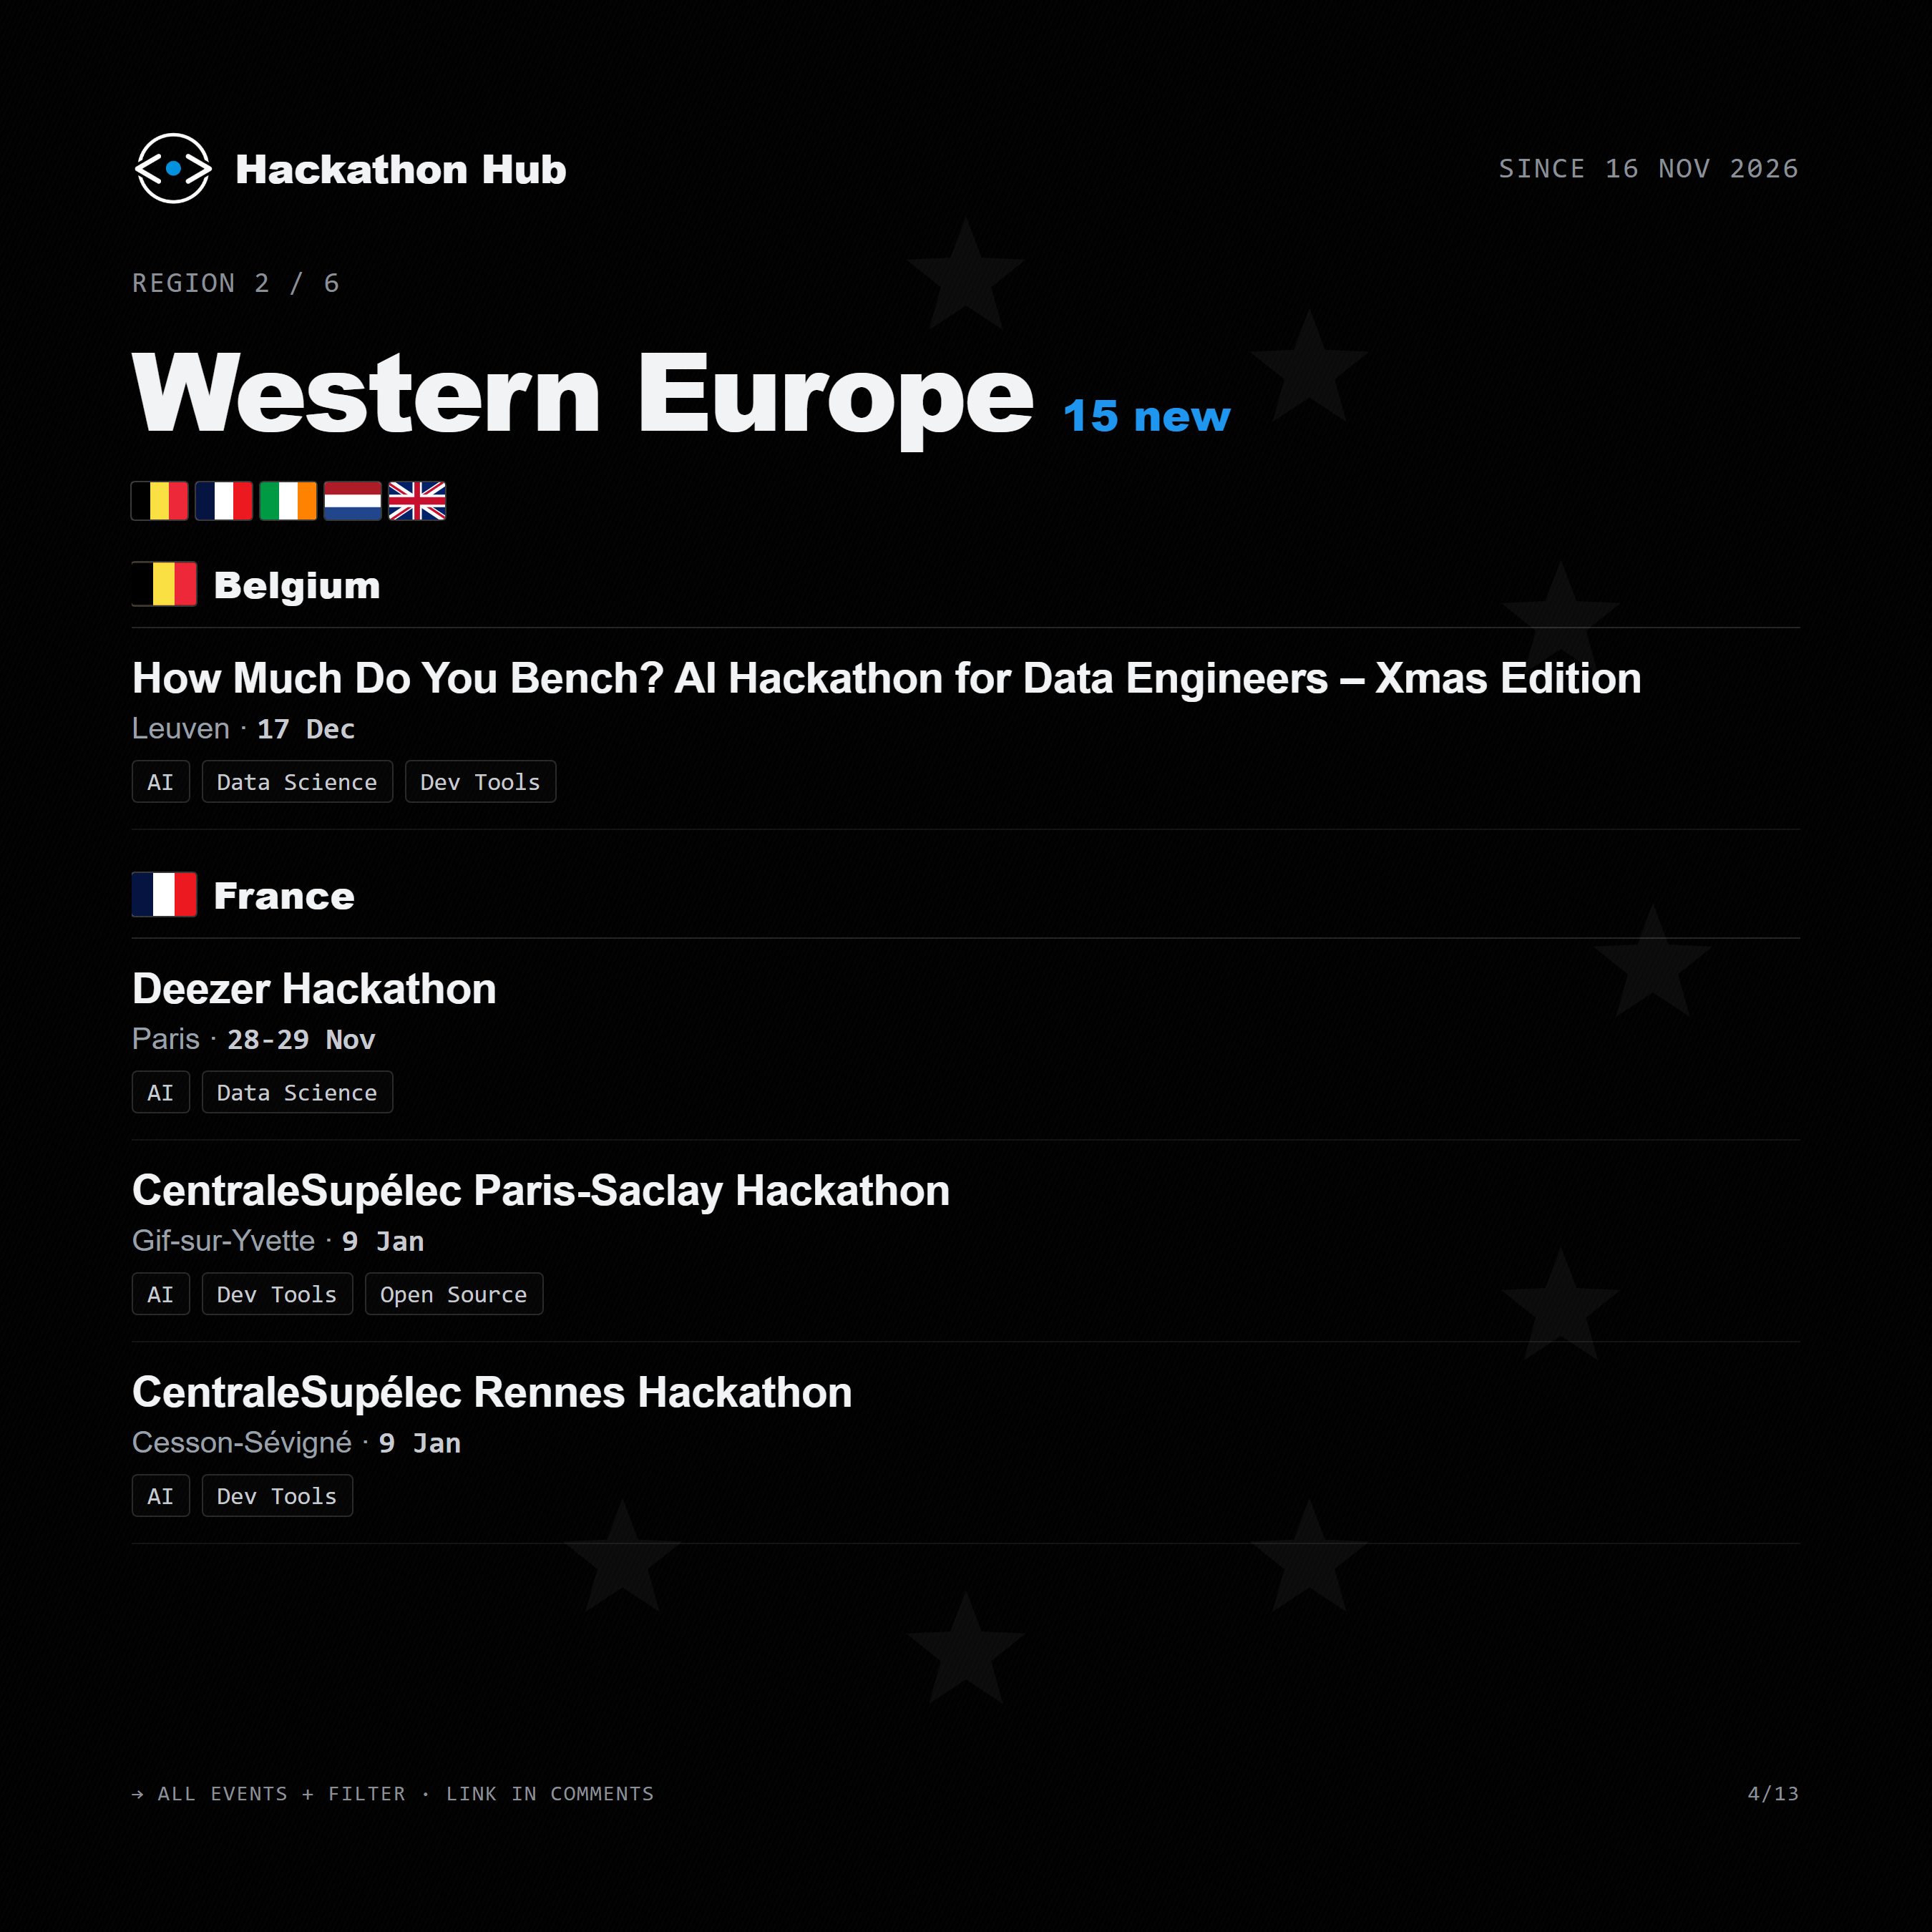 Hackathon Hub
SINCE 16 NOV 2026
REGION 2 / 6
Western Europe 15 new
Belgium
How Much Do You Bench? AI Hackathon for Data Engineers – Xmas Edition
Leuven · 17 Dec
AI Data Science Dev Tools
France
Deezer Hackathon
Paris · 28-29 Nov
AI Data Science
CentraleSupélec Paris-Saclay Hackathon
Gif-sur-Yvette · 9 Jan
AI Dev Tools Open Source
CentraleSupélec Rennes Hackathon
Cesson-Sévigné · 9 Jan
AI Dev Tools
→ ALL EVENTS + FILTER · LINK IN COMMENTS
4/13